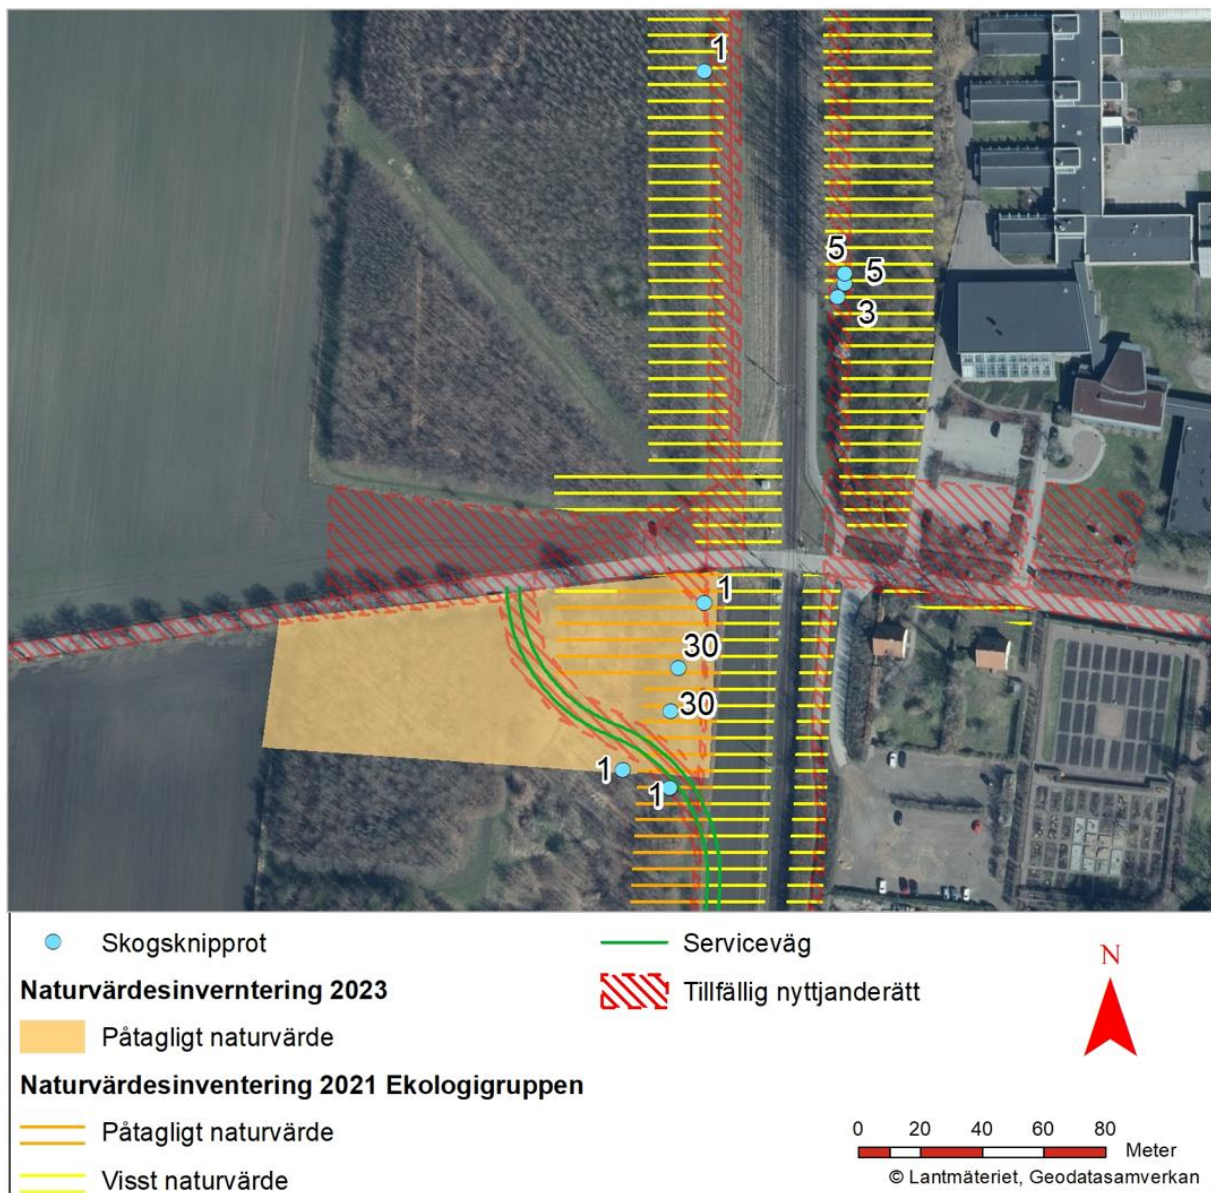 1
5
5
3
1
30
30
1
1
Skogsknipprot
Naturvärdesinverntering 2023
Påtagligt naturvärde
Naturvärdesinventering 2021 Ekologigruppen
Påtagligt naturvärde
Visst naturvärde
Serviceväg
Tillfällig nyttjanderätt
N
0 20 40 60 80
Meter
© Lantmäteriet, Geodatasamverkan